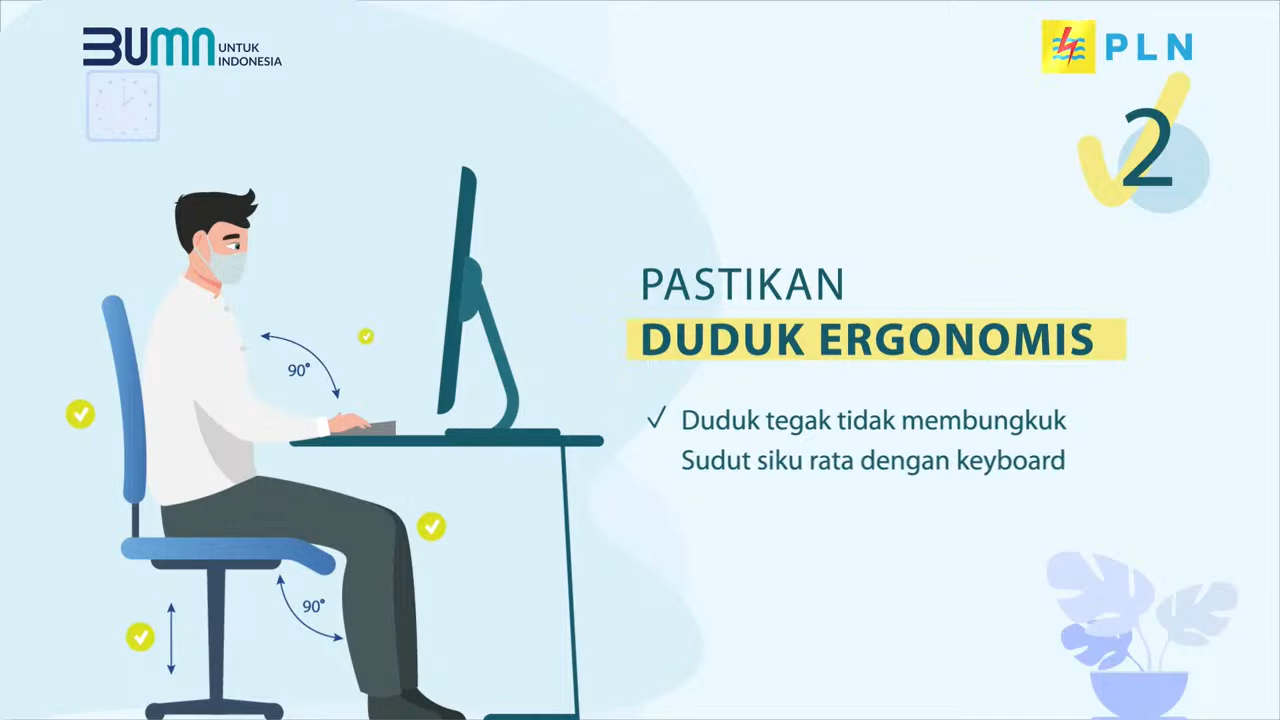 BUMN UNTUK
INDONESIA
PLN
2
PASTIKAN
DUDUK ERGONOMIS
✓ Duduk tegak tidak membungkuk
Sudut siku rata dengan keyboard
90°
90°